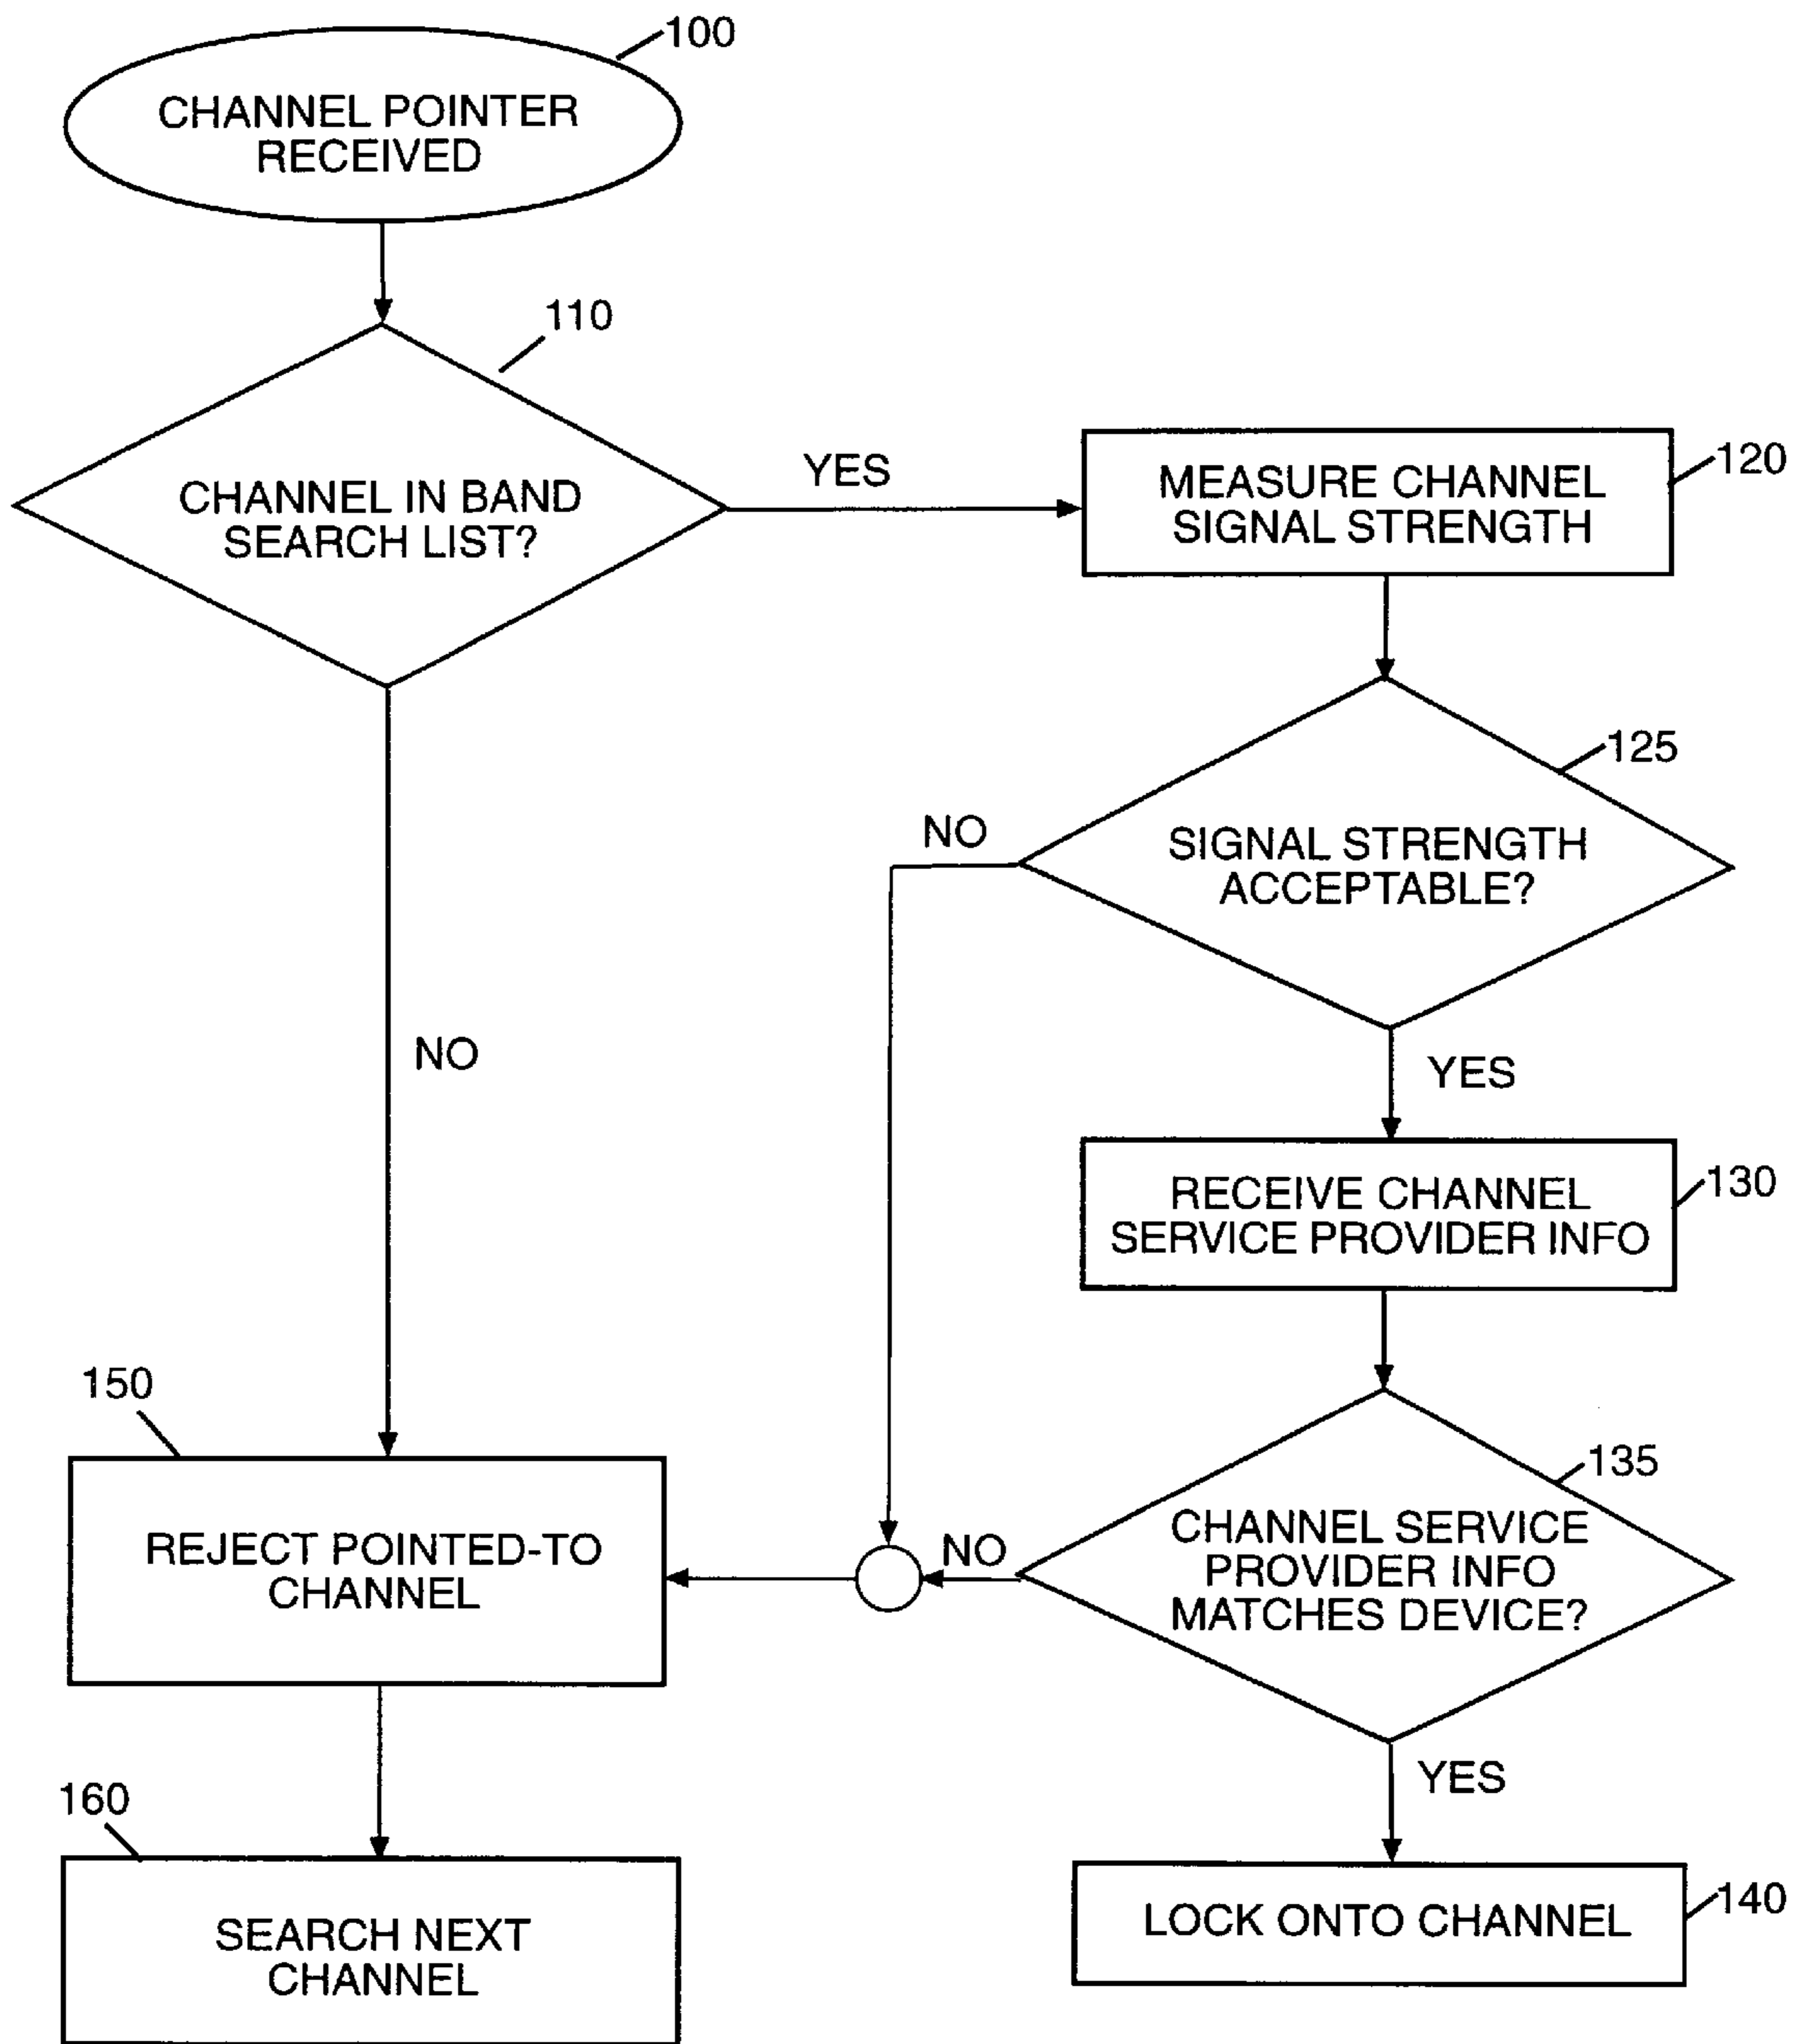 100
CHANNEL POINTER
RECEIVED
110
CHANNEL IN BAND
SEARCH LIST?
YES
MEASURE CHANNEL
SIGNAL STRENGTH
120
125
SIGNAL STRENGTH
ACCEPTABLE?
NO
YES
NO
RECEIVE CHANNEL
SERVICE PROVIDER INFO
130
150
REJECT POINTED-TO
CHANNEL
135
CHANNEL SERVICE
PROVIDER INFO
MATCHES DEVICE?
NO
YES
160
SEARCH NEXT
CHANNEL
LOCK ONTO CHANNEL
140